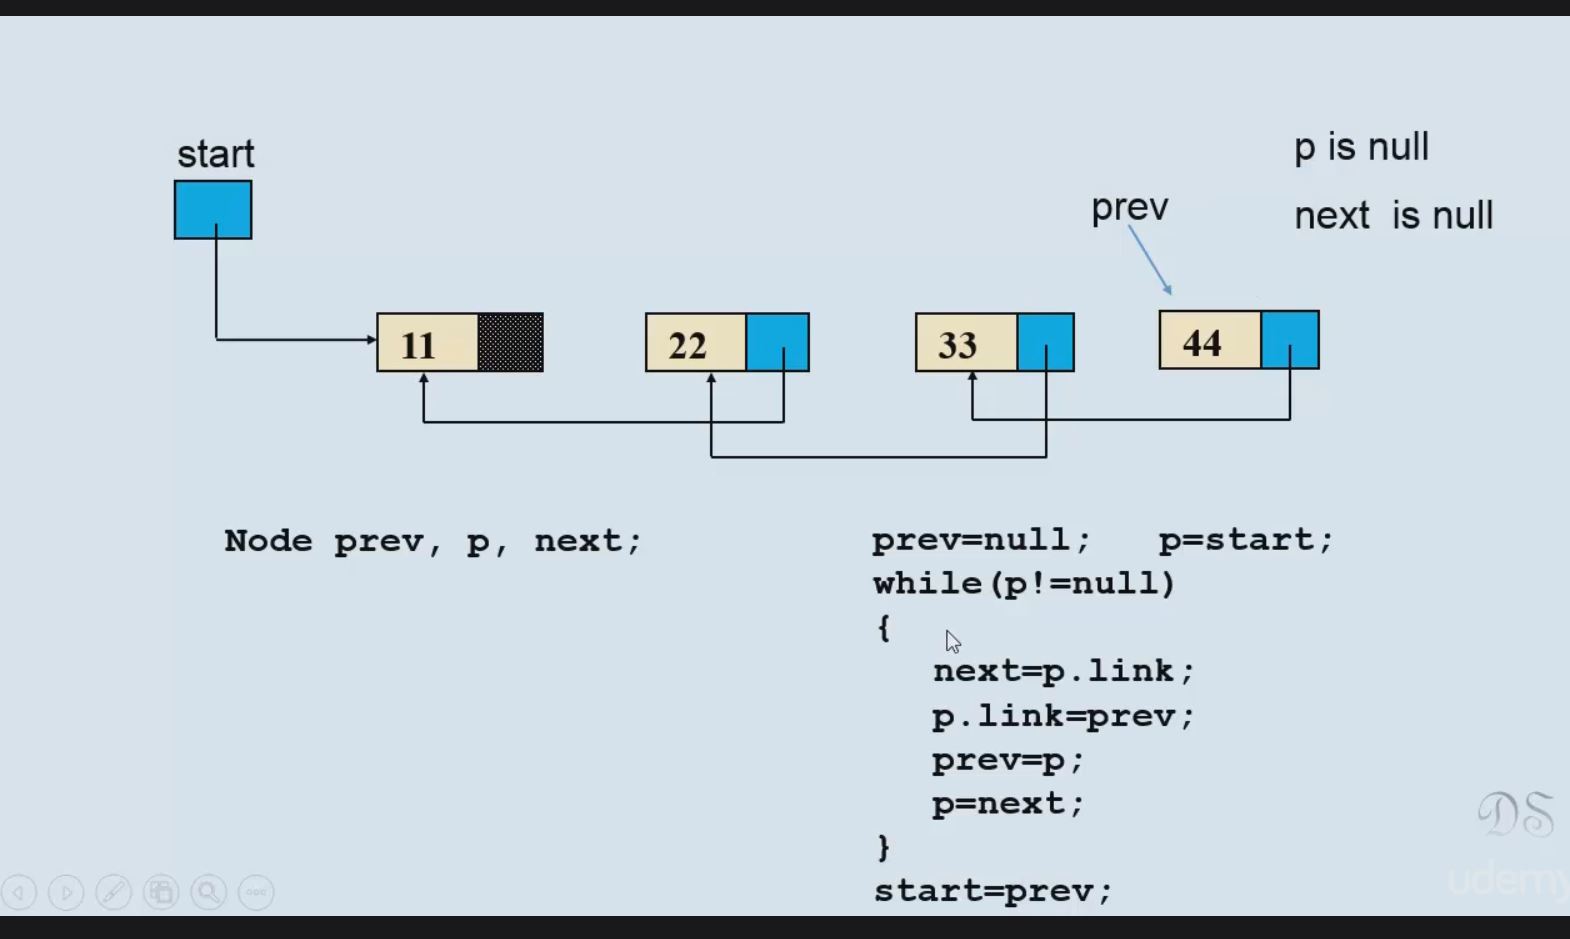 start
p is null
prev
next is null
11
22
33
44
Node prev, p, next;
prev=null; p=start;
while(p!=null)
{
next=p.link;
p.link=prev;
prev=p;
p=next;
}
start=prev;
DS
udemy